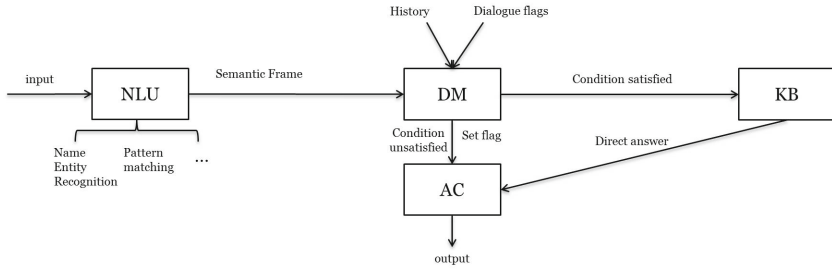 History
Dialogue flags
input
Semantic Frame
Condition satisfied
NLU
DM
KB
Name
Entity
Recognition
Pattern
matching
...
Condition
unsatisfied
Set flag
Direct answer
AC
output